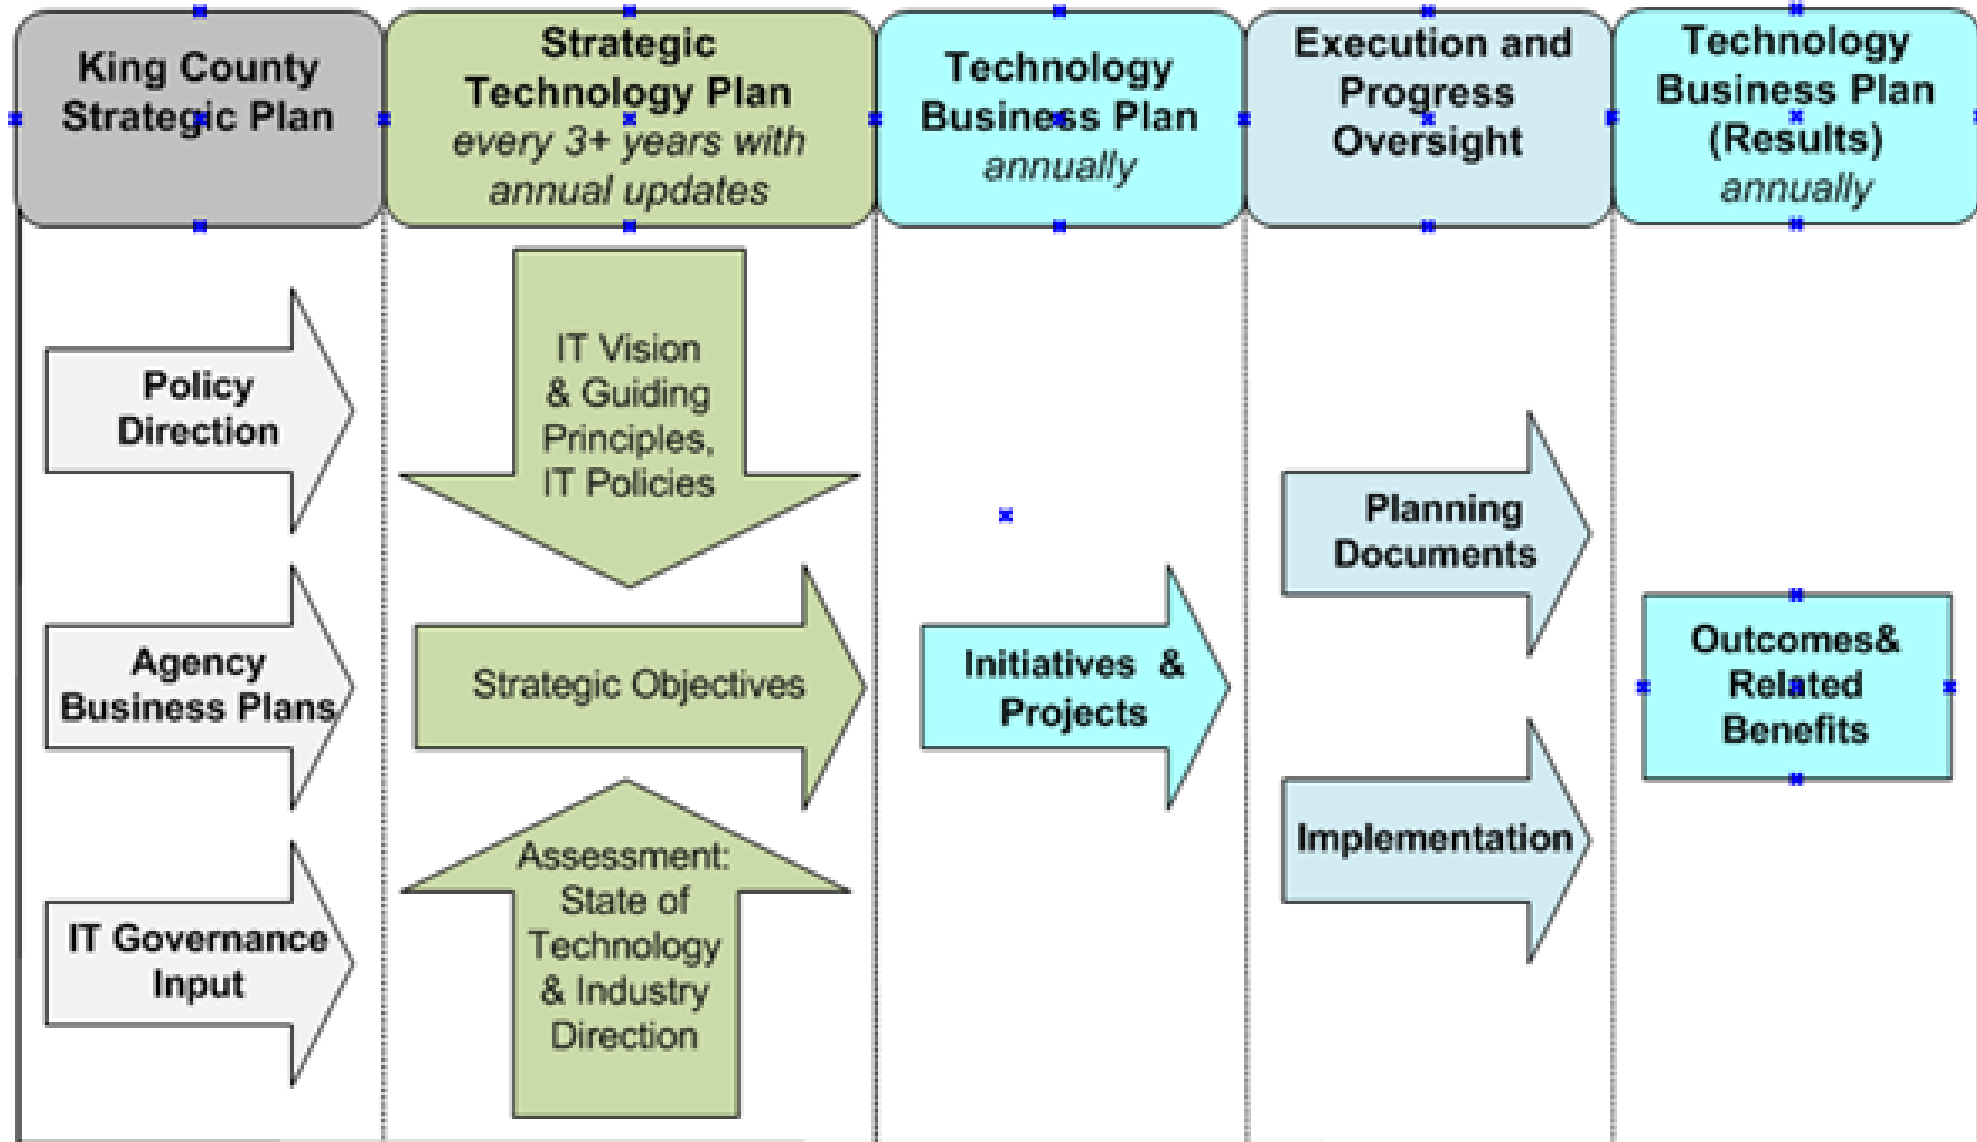 King County
Strategic Plan
Strategic
Technology Plan
every 3+ years with
annual updates
Technology
Business Plan
annually
Execution and
Progress
Oversight
Technology
Business Plan
(Results)
annually
Policy
Direction
Agency
Business Plans
IT Governance
Input
IT Vision
& Guiding
Principles,
IT Policies
Strategic Objectives
Assessment:
State of
Technology
& Industry
Direction
Initiatives &
Projects
Planning
Documents
Implementation
Outcomes&
Related
Benefits